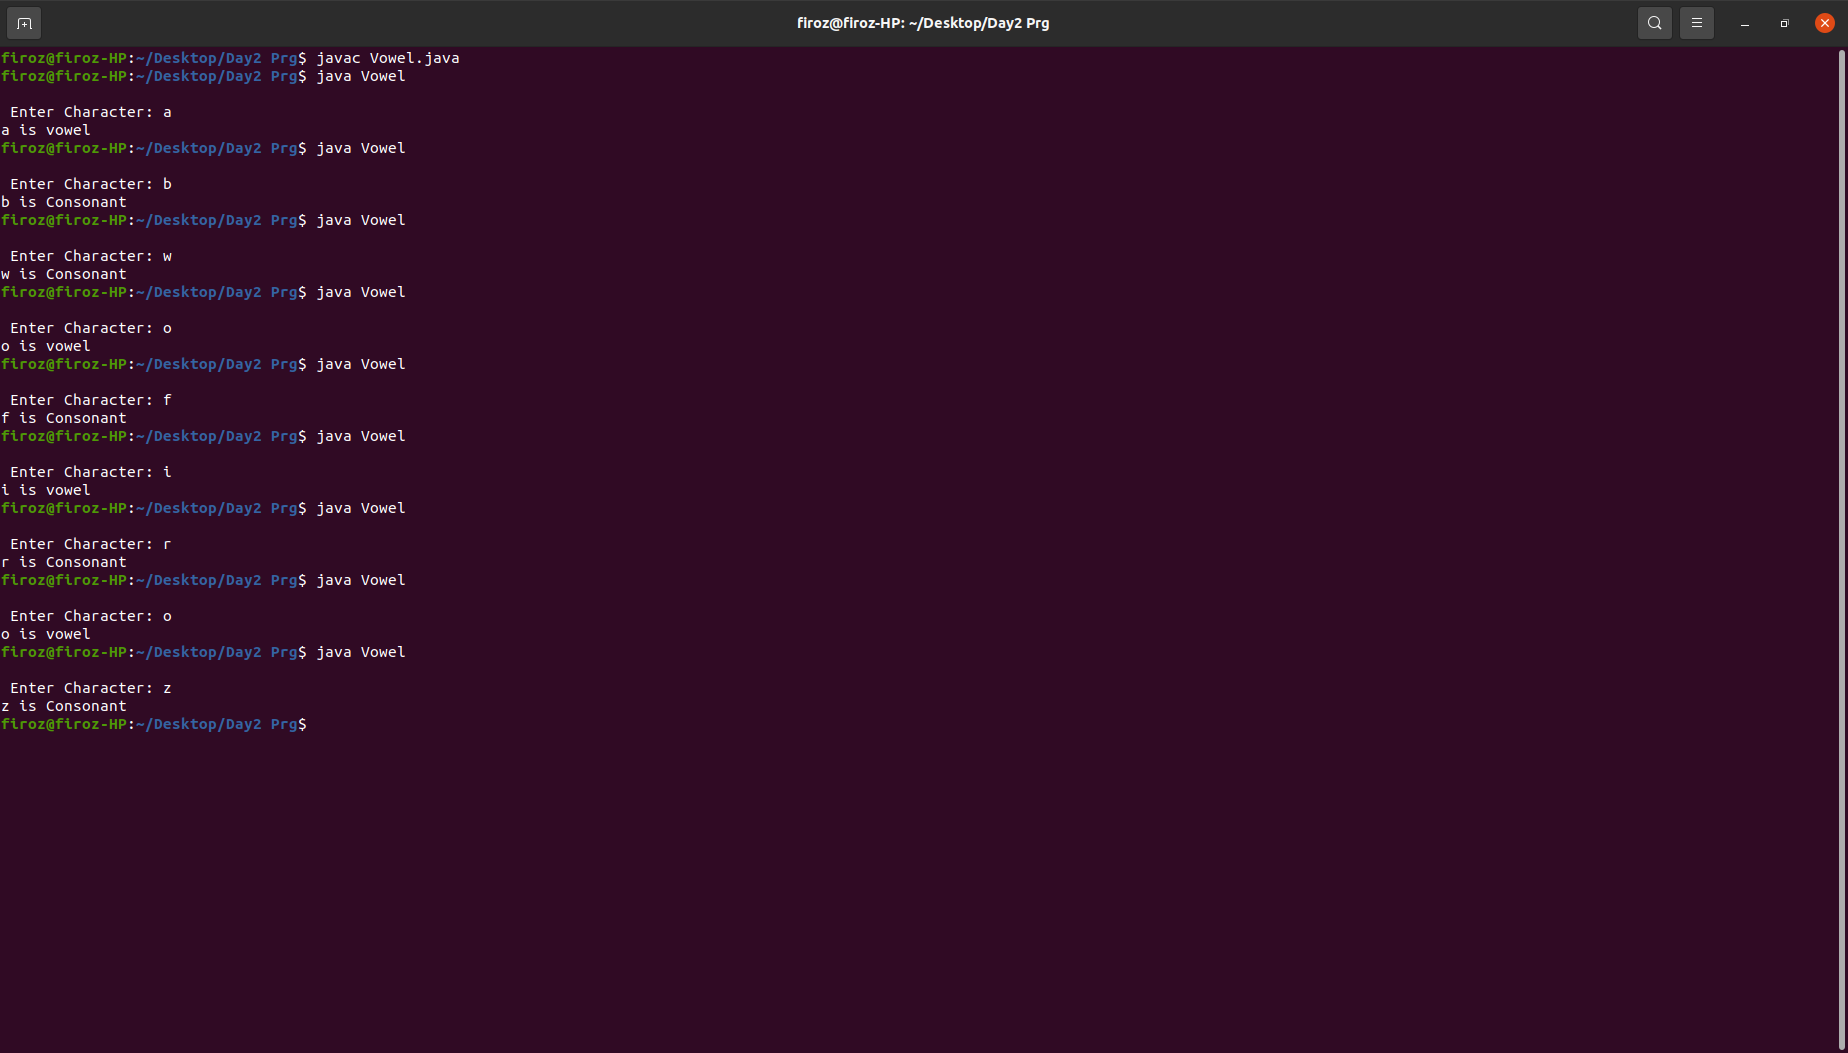 firoz@firoz-HP: ~/Desktop/Day2 Prg
firoz@firoz-HP:~/Desktop/Day2 Prg$ javac Vowel.java
firoz@firoz-HP:~/Desktop/Day2 Prg$ java Vowel
Enter Character: a
a is vowel
firoz@firoz-HP:~/Desktop/Day2 Prg$ java Vowel
Enter Character: b
b is Consonant
firoz@firoz-HP:~/Desktop/Day2 Prg$ java Vowel
Enter Character: w
w is Consonant
firoz@firoz-HP:~/Desktop/Day2 Prg$ java Vowel
Enter Character: o
o is vowel
firoz@firoz-HP:~/Desktop/Day2 Prg$ java Vowel
Enter Character: f
f is Consonant
firoz@firoz-HP:~/Desktop/Day2 Prg$ java Vowel
Enter Character: i
i is vowel
firoz@firoz-HP:~/Desktop/Day2 Prg$ java Vowel
Enter Character: r
r is Consonant
firoz@firoz-HP:~/Desktop/Day2 Prg$ java Vowel
Enter Character: o
o is vowel
firoz@firoz-HP:~/Desktop/Day2 Prg$ java Vowel
Enter Character: z
z is Consonant
firoz@firoz-HP:~/Desktop/Day2 Prg$